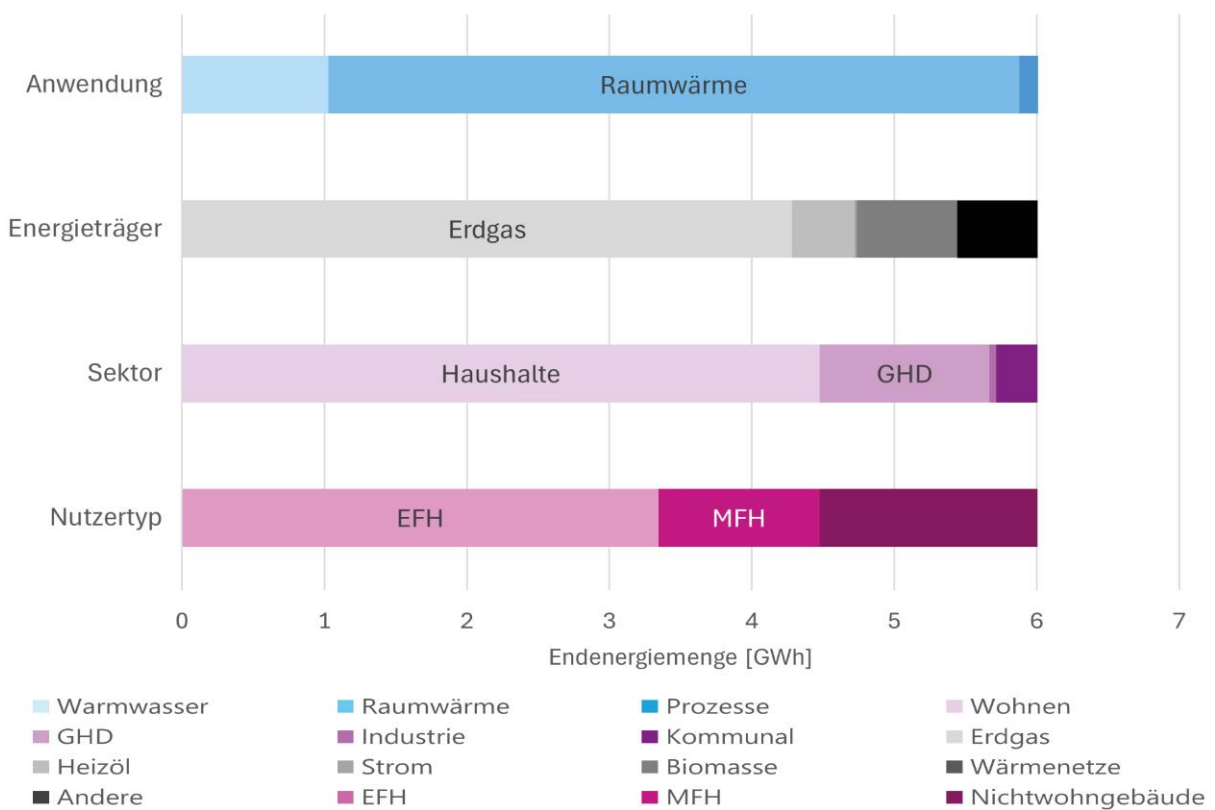 Anwendung
Raumwärme
Energieträger
Erdgas
Sektor
Haushalte GHD
Nutzertyp
EFH MFH
0 1 2 3 4 5 6 7
Endenergiemenge [GWh]
Warmwasser Raumwärme Prozesse Wohnen
GHD Industrie Kommunal Erdgas
Heizöl Strom Biomasse Wärmenetze
Andere EFH MFH Nichtwohngebäude